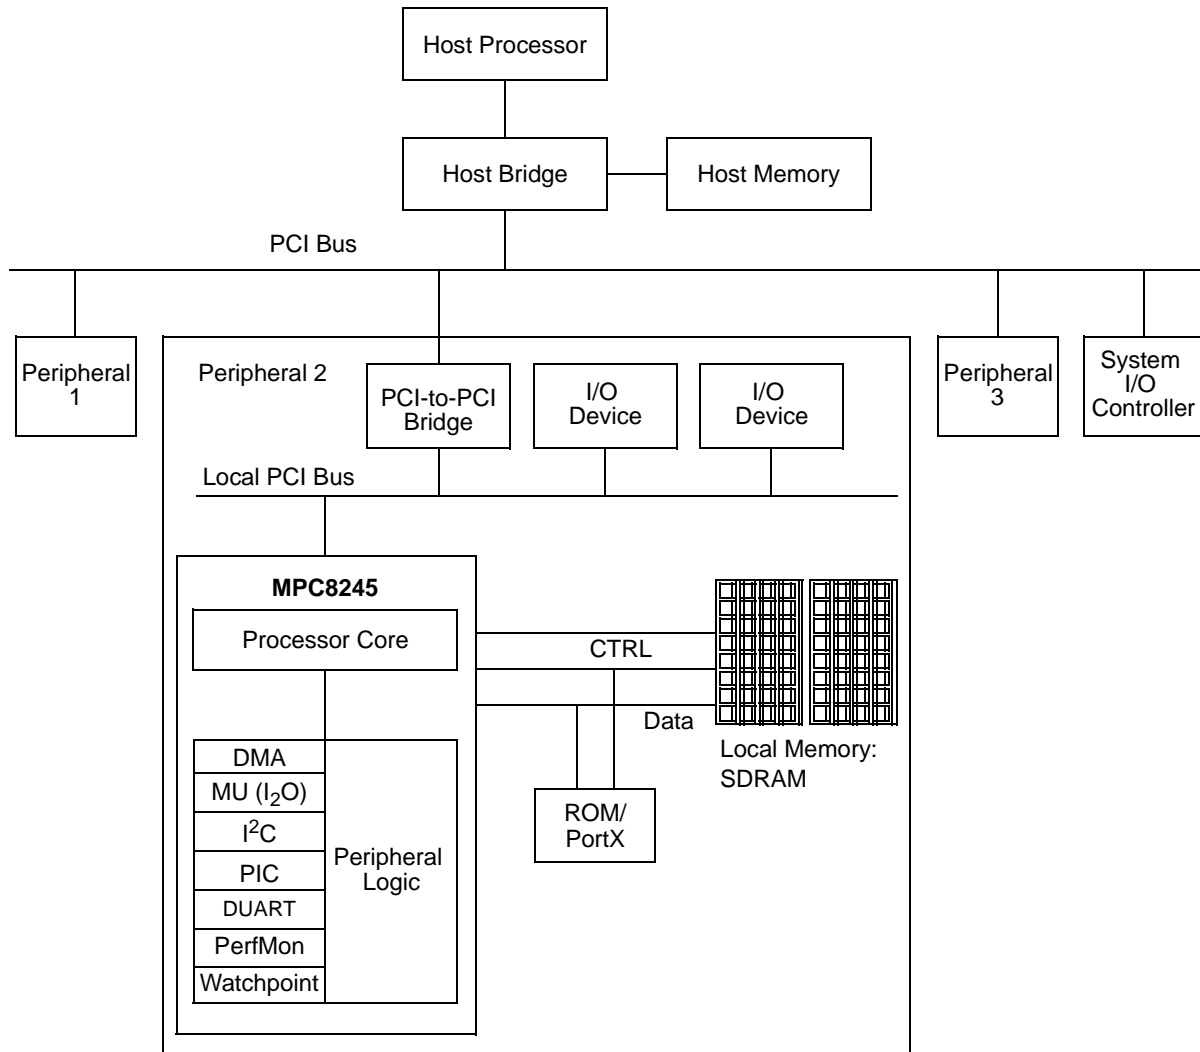 Host Processor
Host Bridge
Host Memory
PCI Bus
Peripheral
1
Peripheral 2
PCI-to-PCI
Bridge
I/O
Device
I/O
Device
Peripheral
3
System
I/O
Controller
Local PCI Bus
MPC8245
Processor Core
CTRL
Data
Local Memory:
SDRAM
ROM/
PortX
DMA
MU (I₂O)
I²C
PIC
DUART
PerfMon
Watchpoint
Peripheral
Logic